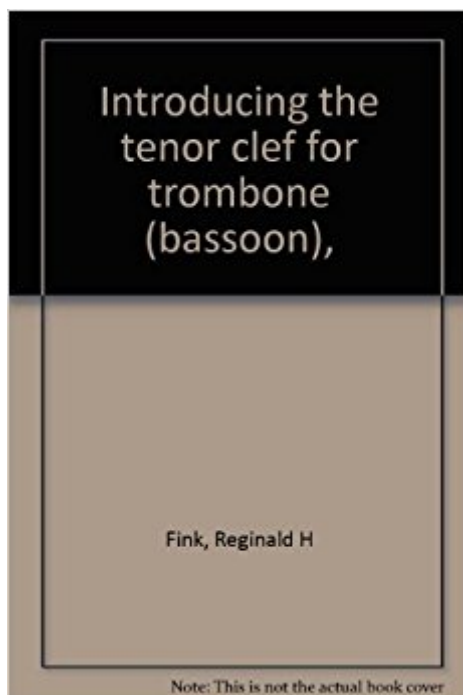 Introducing the
tenor clef for
trombone
(bassoon),
Fink, Reginald H
Note: This is not the actual book cover